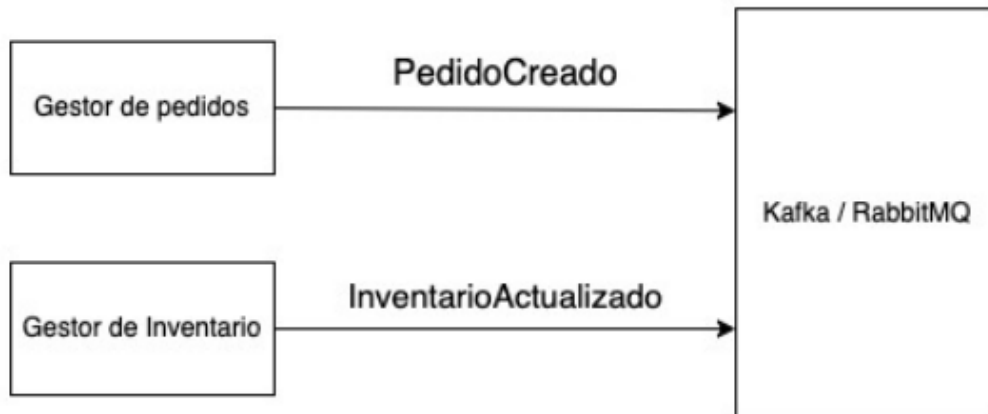 PedidoCreado
Gestor de pedidos
Kafka / RabbitMQ
InventarioActualizado
Gestor de Inventario